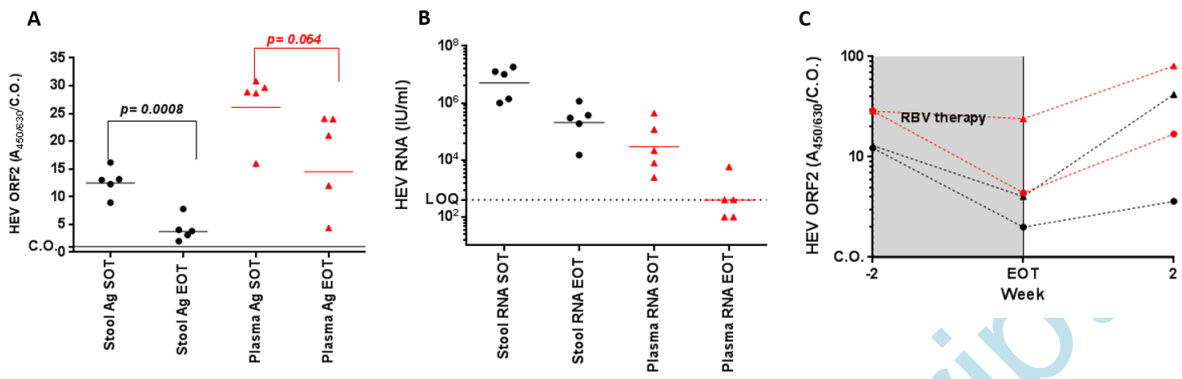 A
HEV ORF2 (A450/630/C.O.)
35
30
25
20
15
10
5
C.O.
0
p= 0.0008
p= 0.064
Stool Ag SOT
Stool Ag EOT
Plasma Ag SOT
Plasma Ag EOT
B
HEV RNA (IU/ml)
10⁸
10⁶
10⁴
LOQ
10²
Stool RNA SOT
Stool RNA EOT
Plasma RNA SOT
Plasma RNA EOT
C
HEV ORF2 (A450/630/C.O.)
100
10
C.O.
RBV therapy
-2
EOT
2
Week